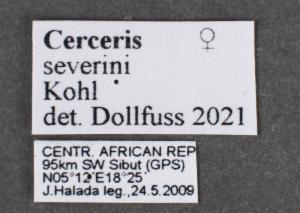 Cerceris ♀
severini
Kohl
det. Dollfuss 2021
CENTR. AFRICAN REP
95km SW Sibut (GPS)
N05°12'E18°25'
J.Halada leg.,24.5.2009